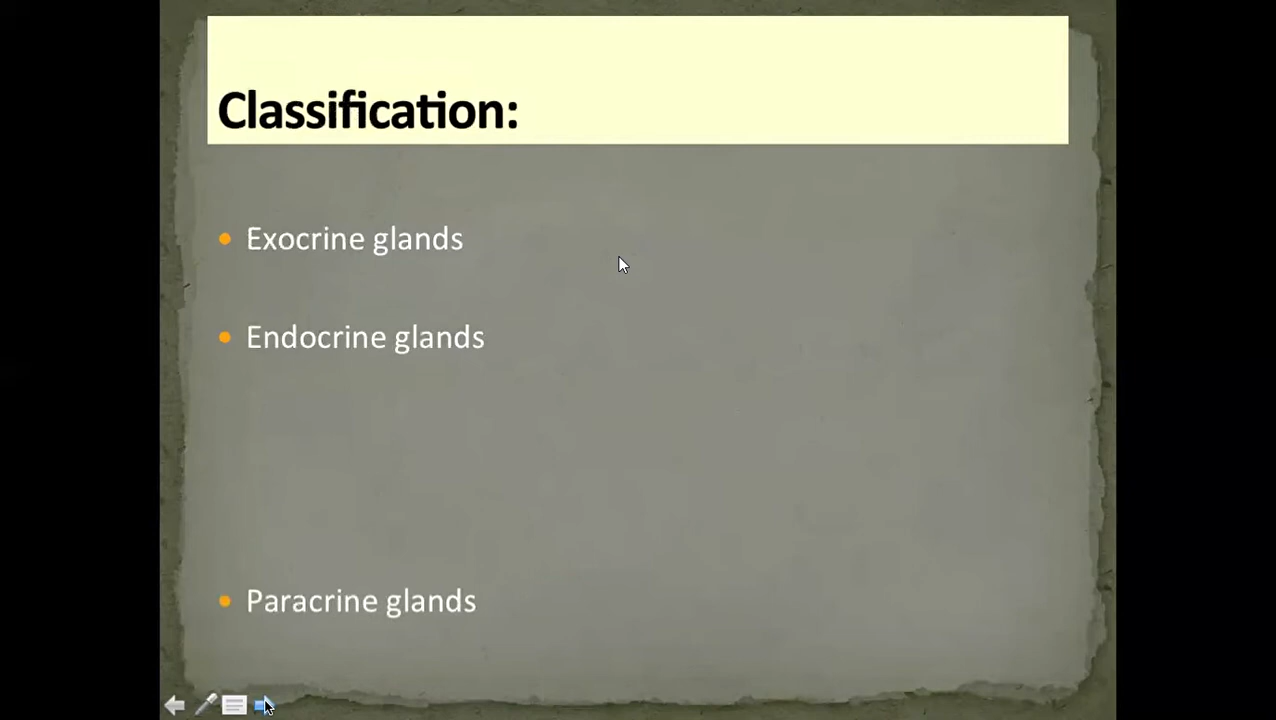 Classification:
Exocrine glands
Endocrine glands
Paracrine glands